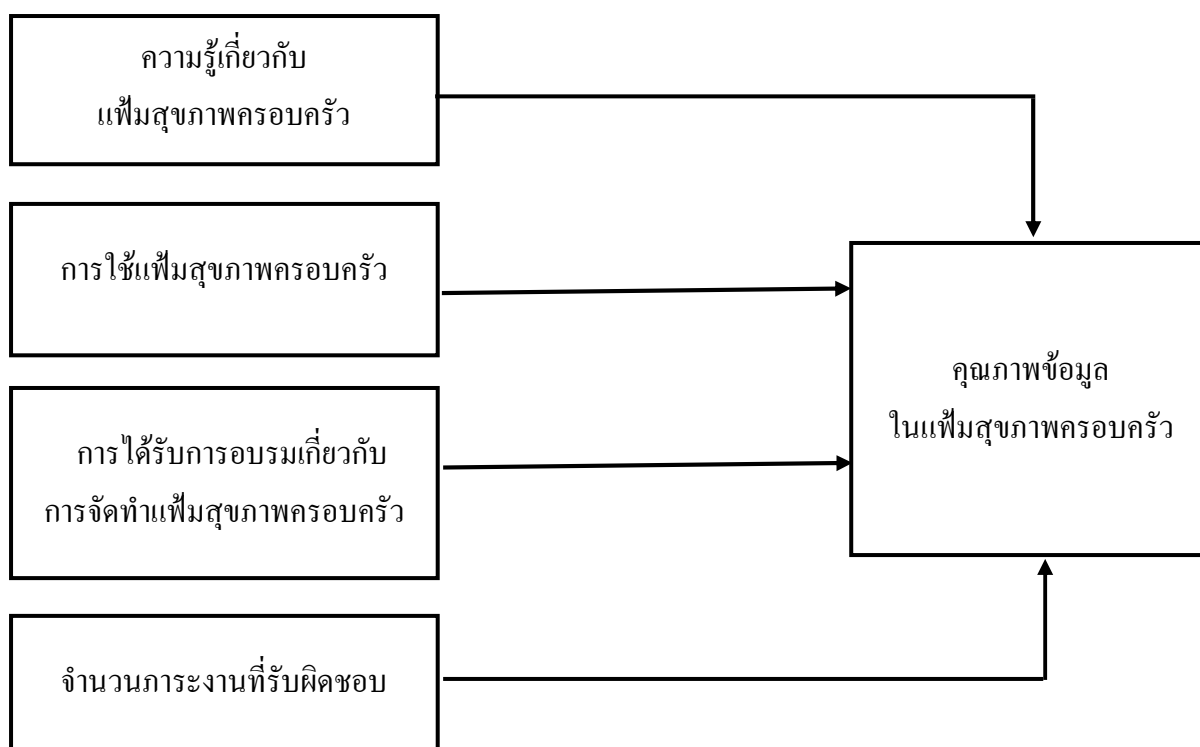 ความรู้เกี่ยวกับ
แฟ้มสุขภาพครอบครัว
การใช้แฟ้มสุขภาพครอบครัว
การได้รับการอบรมเกี่ยวกับ
การจัดทำแฟ้มสุขภาพครอบครัว
จำนวนภาระงานที่รับผิดชอบ
คุณภาพข้อมูล
ในแฟ้มสุขภาพครอบครัว